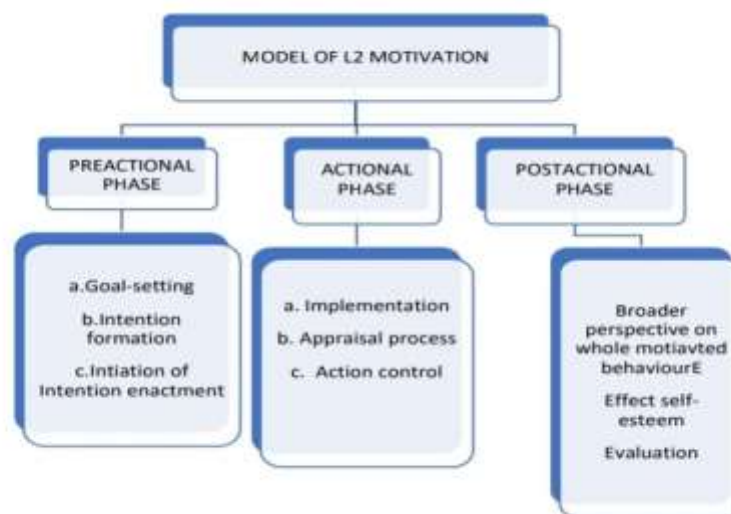 MODEL OF L2 MOTIVATION
PREACTIONAL
PHASE
ACTIONAL
PHASE
POSTACTIONAL
PHASE
a.Goal-setting
b.Intention
formation
c.Intiation of
Intention enactment
a. Implementation
b. Appraisal process
c. Action control
Broader
perspective on
whole motiavted
behaviourE
Effect self-
esteem
Evaluation